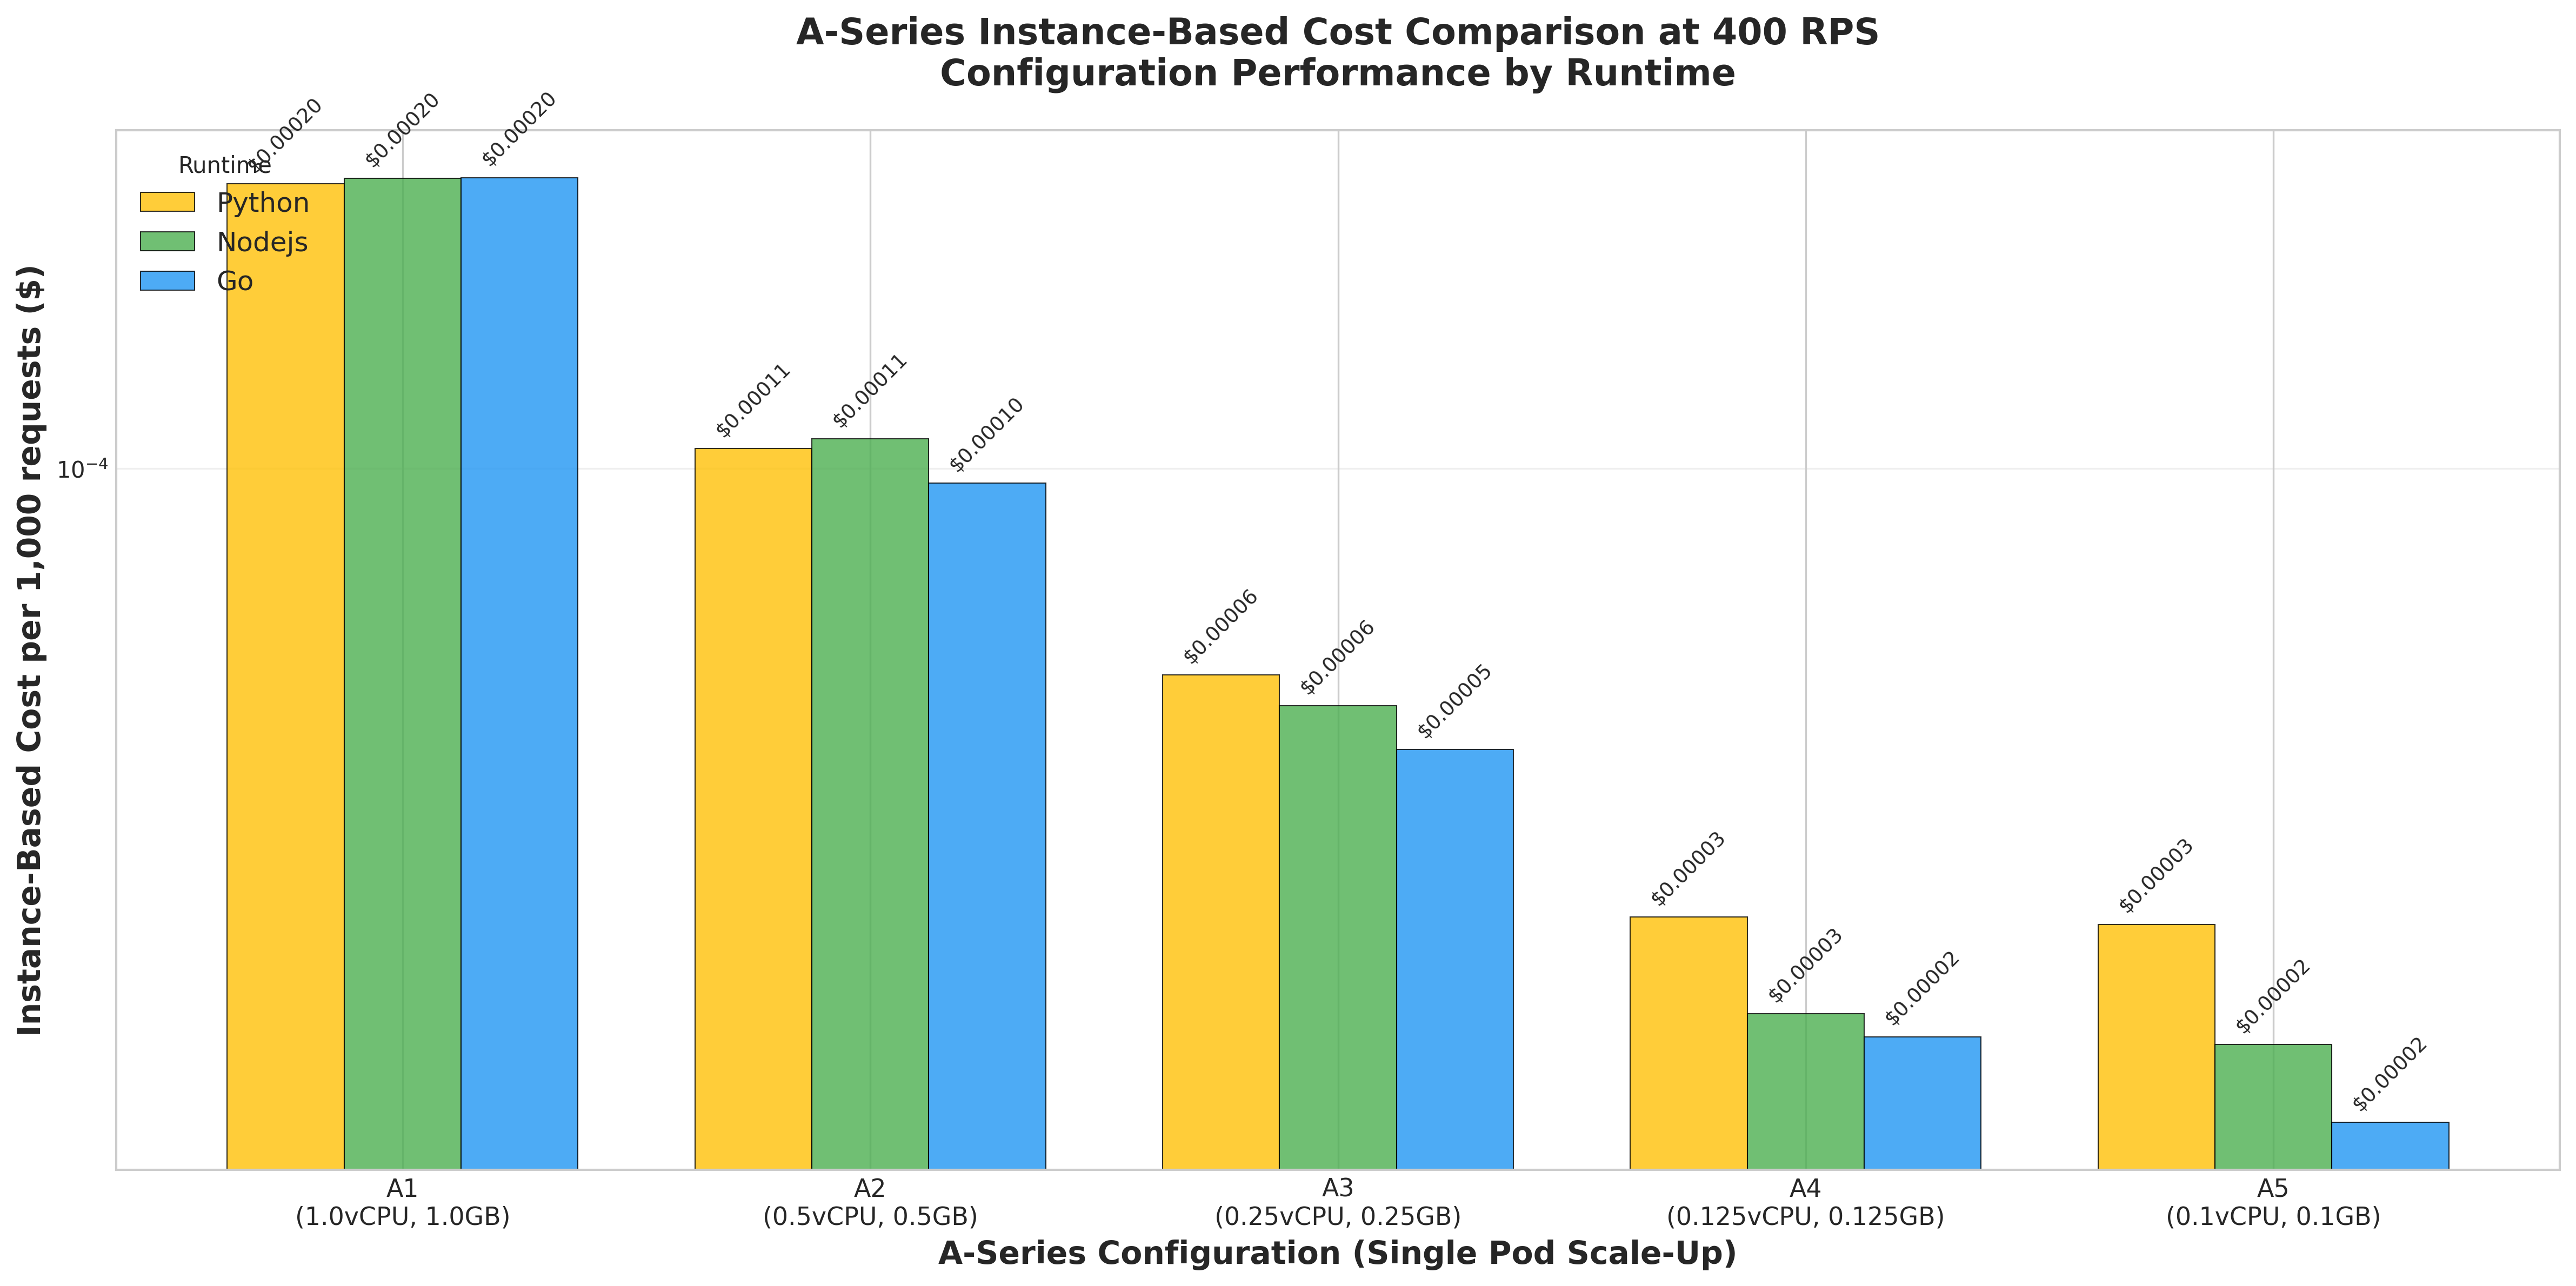 A-Series Instance-Based Cost Comparison at 400 RPS
Configuration Performance by Runtime
Instance-Based Cost per 1,000 requests ($)
10⁻⁴
Runtime
Python
Nodejs
Go
$0.00020
$0.00020
$0.00020
$0.00011
$0.00011
$0.00010
$0.00006
$0.00006
$0.00005
$0.00003
$0.00003
$0.00002
$0.00003
$0.00002
$0.00002
A1
(1.0vCPU, 1.0GB)
A2
(0.5vCPU, 0.5GB)
A3
(0.25vCPU, 0.25GB)
A4
(0.125vCPU, 0.125GB)
A5
(0.1vCPU, 0.1GB)
A-Series Configuration (Single Pod Scale-Up)